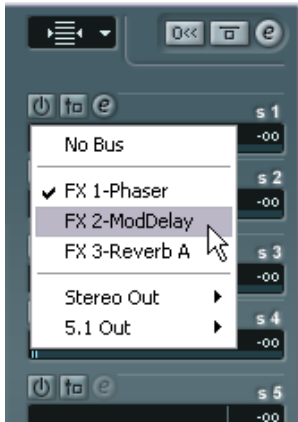 0<<
e
e
s 1
-oo
No Bus
✓ FX 1-Phaser
s 2
-oo
FX 2-ModDelay
FX 3-Reverb A
s 3
-oo
Stereo Out
5.1 Out
s 4
-oo
e
s 5
-oo